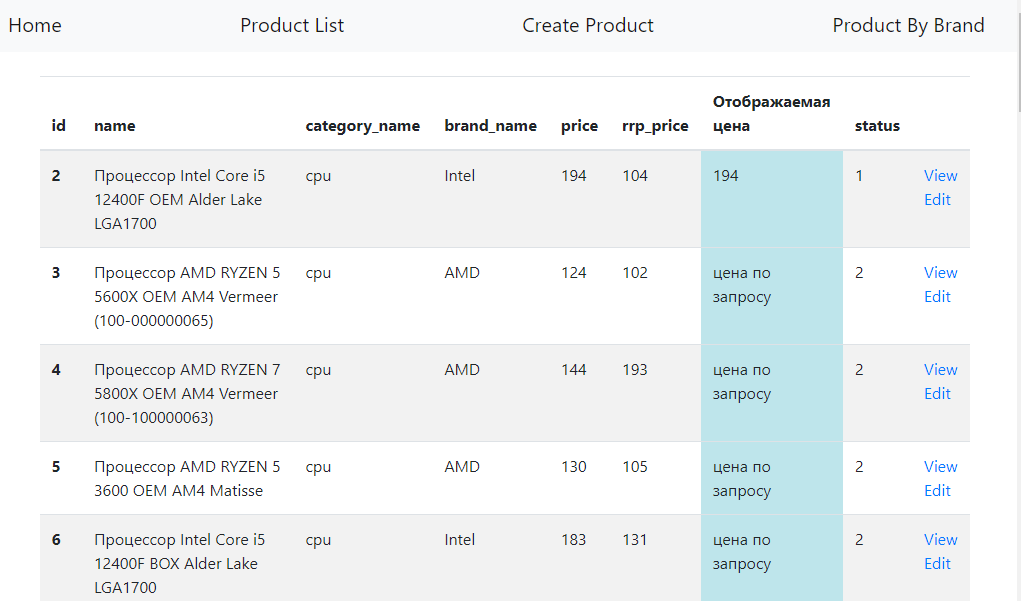 Home Product List Create Product Product By Brand
id name category_name brand_name price rrp_price Отображаемая цена status
2 Процессор Intel Core i5 cpu Intel 194 104 194 1 View
12400F OEM Alder Lake Edit
LGA1700
3 Процессор AMD RYZEN 5 cpu AMD 124 102 цена по 2 View
5600X OEM AM4 Vermeer запросу Edit
(100-000000065)
4 Процессор AMD RYZEN 7 cpu AMD 144 193 цена по 2 View
5800X OEM AM4 Vermeer запросу Edit
(100-100000063)
5 Процессор AMD RYZEN 5 cpu AMD 130 105 цена по 2 View
3600 OEM AM4 Matisse запросу Edit
6 Процессор Intel Core i5 cpu Intel 183 131 цена по 2 View
12400F BOX Alder Lake запросу Edit
LGA1700